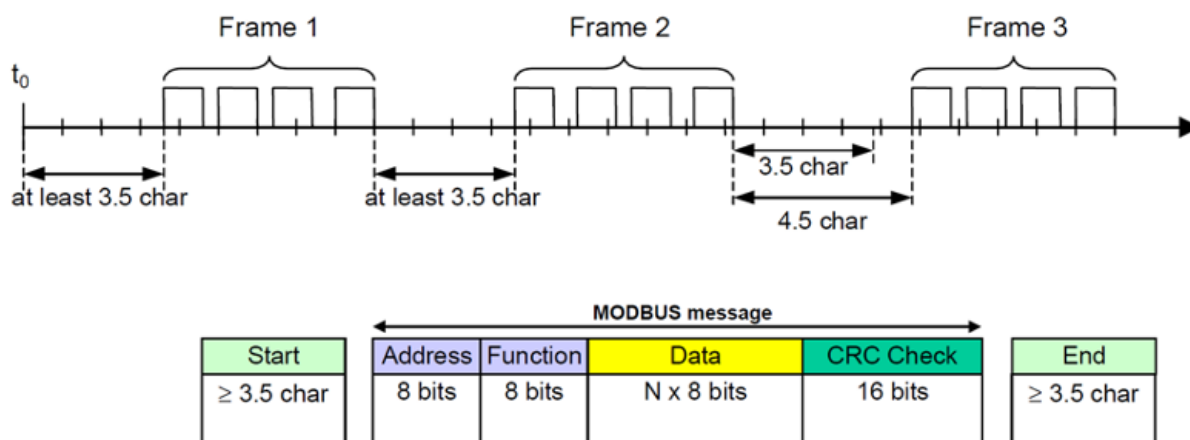 Frame 1 Frame 2 Frame 3
t0
at least 3.5 char at least 3.5 char 3.5 char
4.5 char
MODBUS message
Start Address Function Data CRC Check End
≥ 3.5 char 8 bits 8 bits N x 8 bits 16 bits ≥ 3.5 char